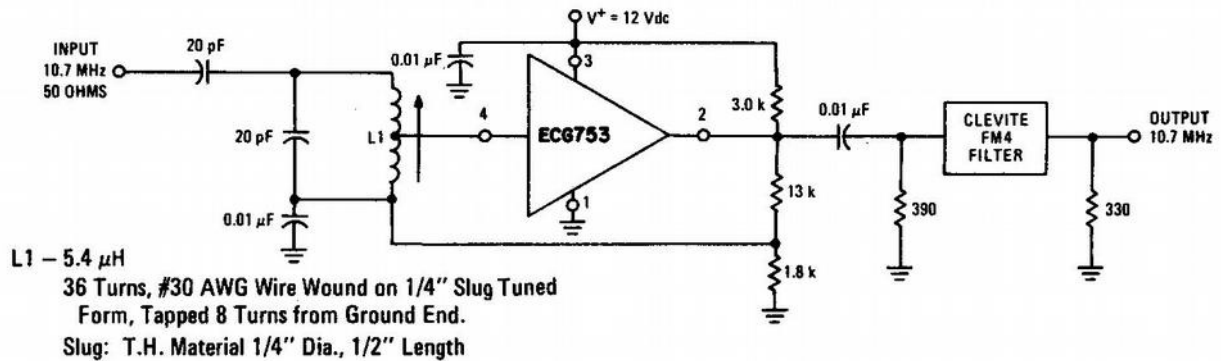 V⁺ = 12 Vdc
INPUT
10.7 MHz
50 OHMS
20 pF
0.01 µF
3
20 pF
L1
4
ECG753
2
3.0 k
0.01 µF
CLEVITE
FM4
FILTER
OUTPUT
10.7 MHz
1
13 k
390
330
0.01 µF
1.8 k
L1 – 5.4 µH
36 Turns, #30 AWG Wire Wound on 1/4" Slug Tuned
Form, Tapped 8 Turns from Ground End.
Slug: T.H. Material 1/4" Dia., 1/2" Length